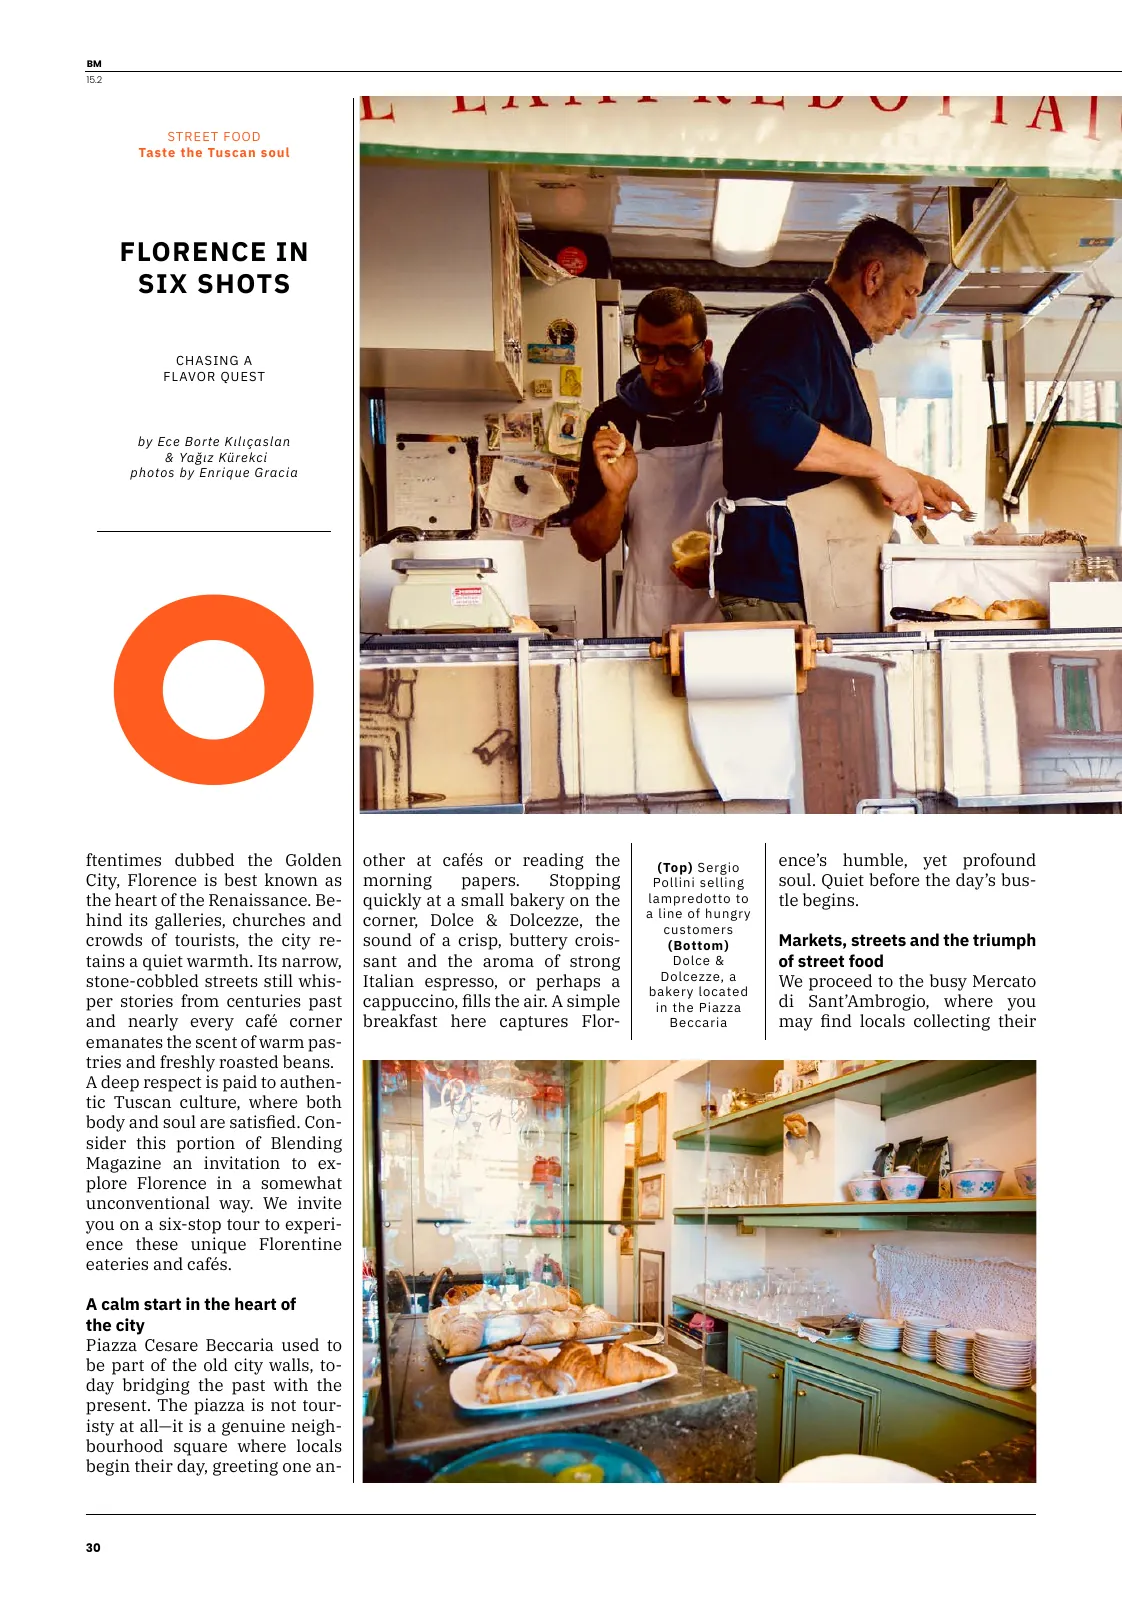 BM
15.2
STREET FOOD
Taste the Tuscan soul
FLORENCE IN
SIX SHOTS
CHASING A
FLAVOR QUEST
by Ece Borte Kılıçaslan
& Yağız Kürekci
photos by Enrique Gracia
O
ftentimes dubbed the Golden
City, Florence is best known as
the heart of the Renaissance. Be-
hind its galleries, churches and
crowds of tourists, the city re-
tains a quiet warmth. Its narrow,
stone-cobbled streets still whis-
per stories from centuries past
and nearly every café corner
emanates the scent of warm pas-
tries and freshly roasted beans.
A deep respect is paid to authen-
tic Tuscan culture, where both
body and soul are satisfied. Con-
sider this portion of Blending
Magazine an invitation to ex-
plore Florence in a somewhat
unconventional way. We invite
you on a six-stop tour to experi-
ence these unique Florentine
eateries and cafés.
A calm start in the heart of
the city
Piazza Cesare Beccaria used to
be part of the old city walls, to-
day bridging the past with the
present. The piazza is not tour-
isty at all—it is a genuine neigh-
bourhood square where locals
begin their day, greeting one an-
other at cafés or reading the
morning papers. Stopping
quickly at a small bakery on the
corner, Dolce & Dolcezze, the
sound of a crisp, buttery crois-
sant and the aroma of strong
Italian espresso, or perhaps a
cappuccino, fills the air. A simple
breakfast here captures Flor-
(Top) Sergio
Pollini selling
lampredotto to
a line of hungry
customers
(Bottom)
Dolce &
Dolcezze, a
bakery located
in the Piazza
Beccaria
ence's humble, yet profound
soul. Quiet before the day's bus-
tle begins.
Markets, streets and the triumph
of street food
We proceed to the busy Mercato
di Sant'Ambrogio, where you
may find locals collecting their
30